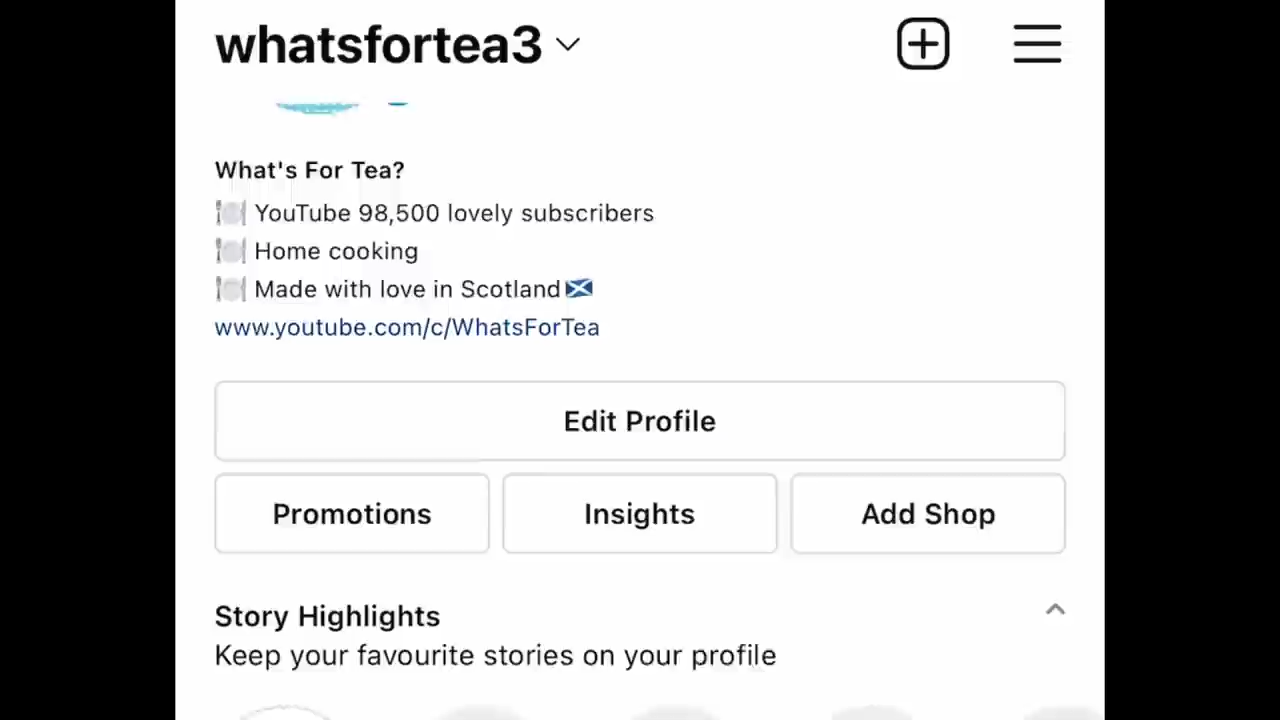 whatsfortea3
What's For Tea?
🍽️ YouTube 98,500 lovely subscribers
🍽️ Home cooking
🍽️ Made with love in Scotland🏴󠁧󠁢󠁳󠁣󠁴󠁿
www.youtube.com/c/WhatsForTea
Edit Profile
Promotions Insights Add Shop
Story Highlights
Keep your favourite stories on your profile